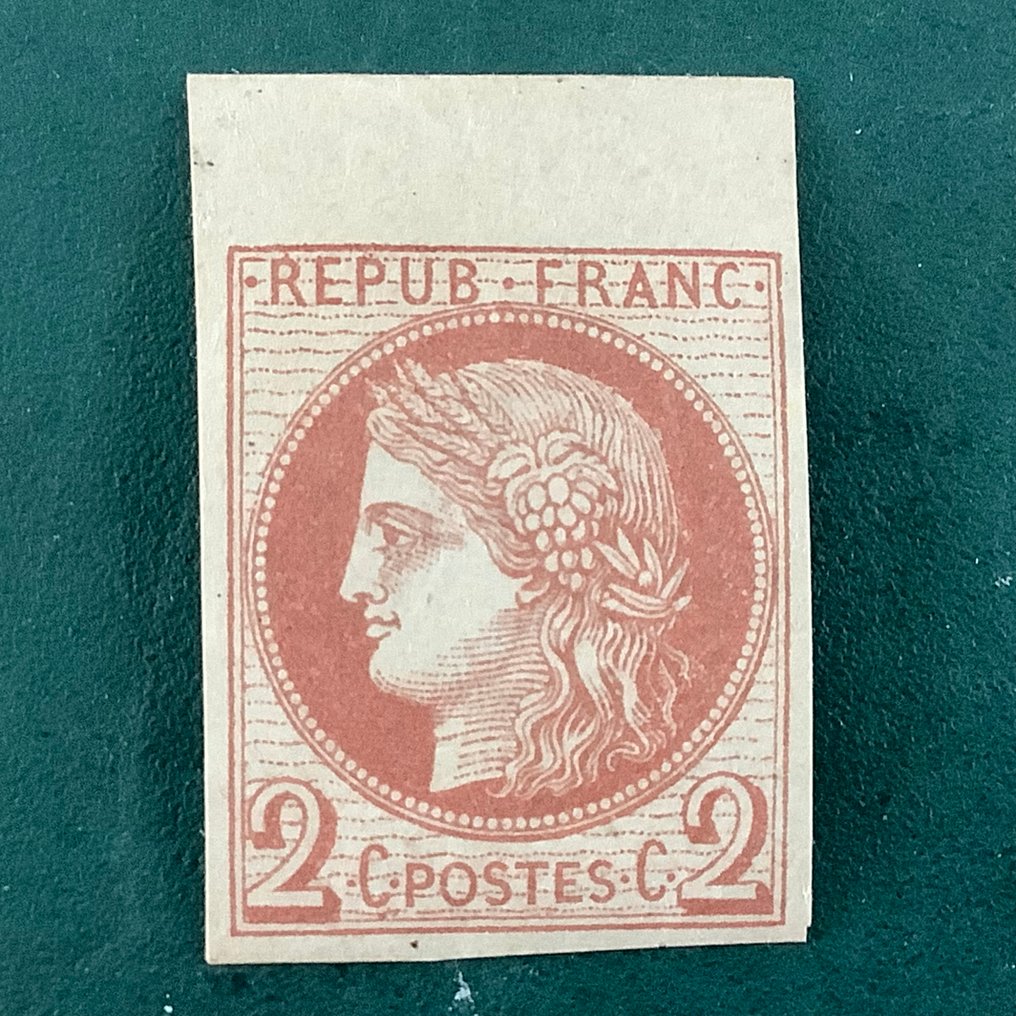 · REPUB · FRANC ·
2 · C · POSTES · C · 2